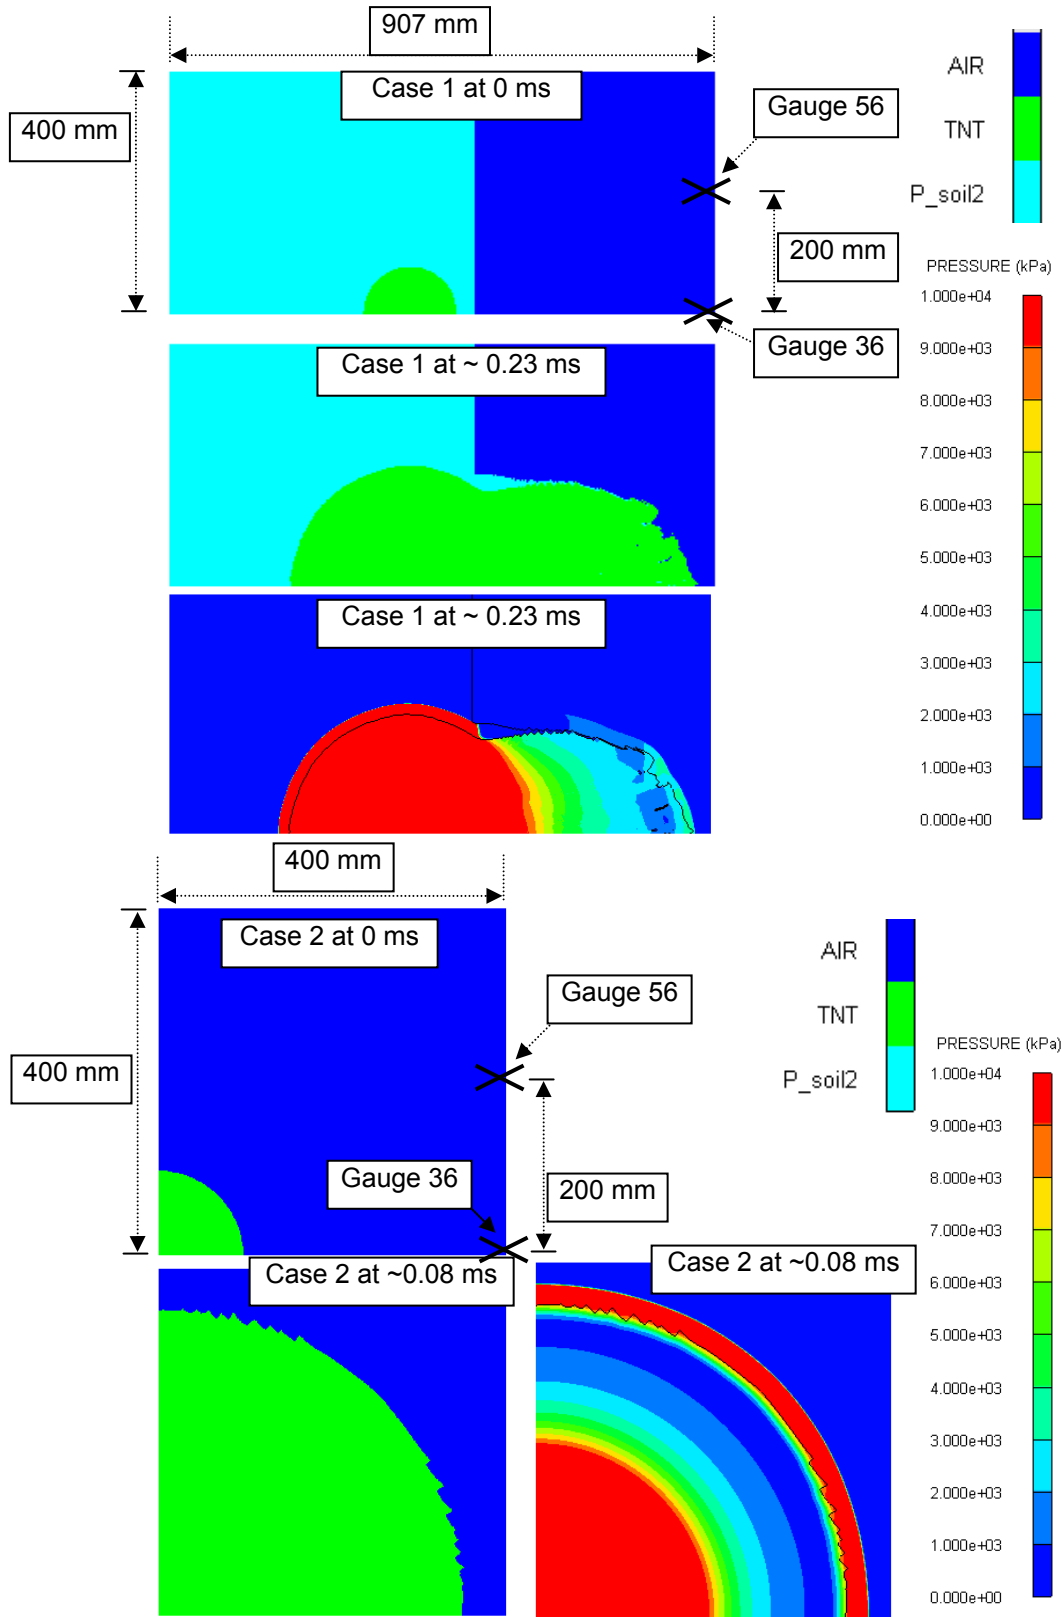 907 mm
Case 1 at 0 ms
400 mm
Gauge 56
200 mm
Gauge 36
AIR
TNT
P_soil2
Case 1 at ~ 0.23 ms
Case 1 at ~ 0.23 ms
PRESSURE (kPa)
1.000e+04
9.000e+03
8.000e+03
7.000e+03
6.000e+03
5.000e+03
4.000e+03
3.000e+03
2.000e+03
1.000e+03
0.000e+00
400 mm
Case 2 at 0 ms
400 mm
Gauge 56
Gauge 36
200 mm
AIR
TNT
P_soil2
Case 2 at ~0.08 ms
Case 2 at ~0.08 ms
PRESSURE (kPa)
1.000e+04
9.000e+03
8.000e+03
7.000e+03
6.000e+03
5.000e+03
4.000e+03
3.000e+03
2.000e+03
1.000e+03
0.000e+00